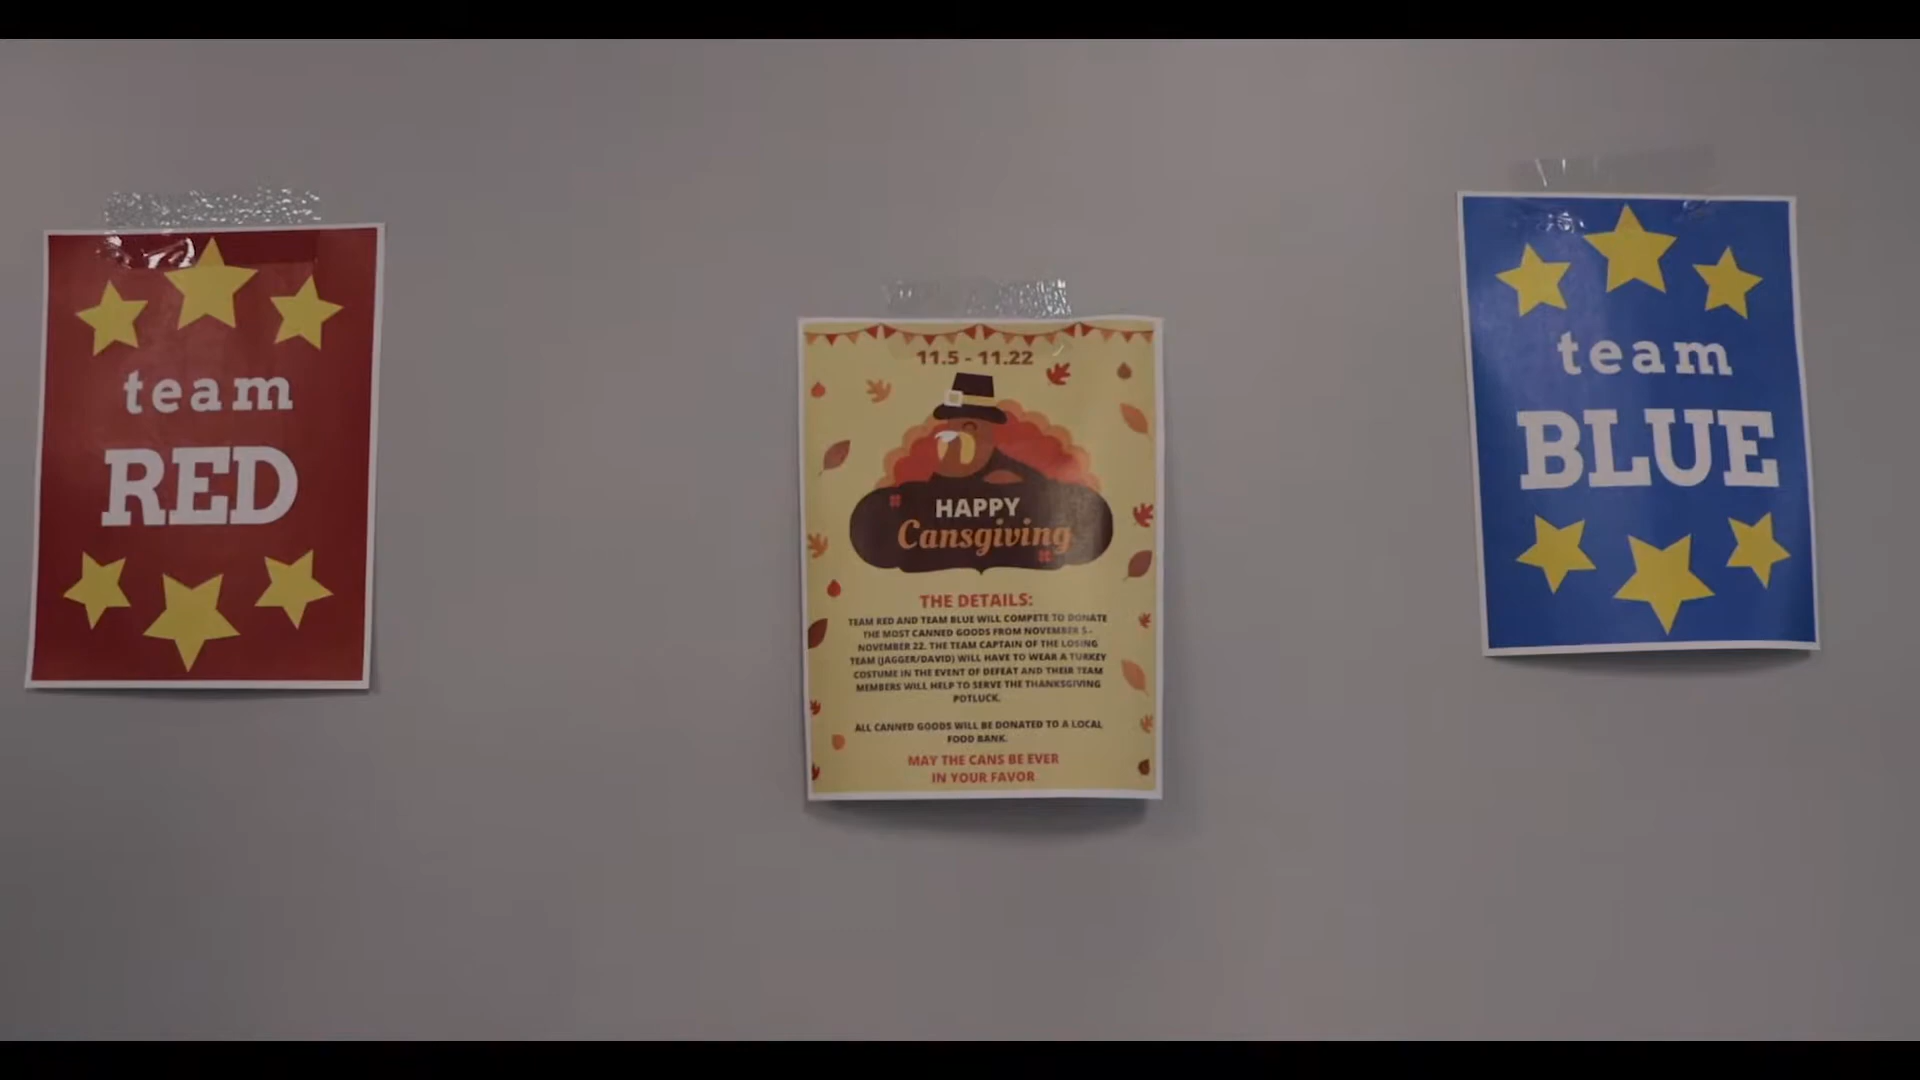 team
RED
11.5 - 11.22
HAPPY
Cansgiving
THE DETAILS:
TEAM RED AND TEAM BLUE WILL COMPETE TO DONATE
THE MOST CANNED GOODS FROM NOVEMBER 5 -
NOVEMBER 22. THE TEAM CAPTAIN OF THE LOSING
TEAM (JAGGER/DAVID) WILL HAVE TO WEAR A TURKEY
COSTUME IN THE EVENT OF DEFEAT AND THEIR TEAM
MEMBERS WILL HELP TO SERVE THE THANKSGIVING
POTLUCK.
ALL CANNED GOODS WILL BE DONATED TO A LOCAL
FOOD BANK.
MAY THE CANS BE EVER
IN YOUR FAVOR
team
BLUE